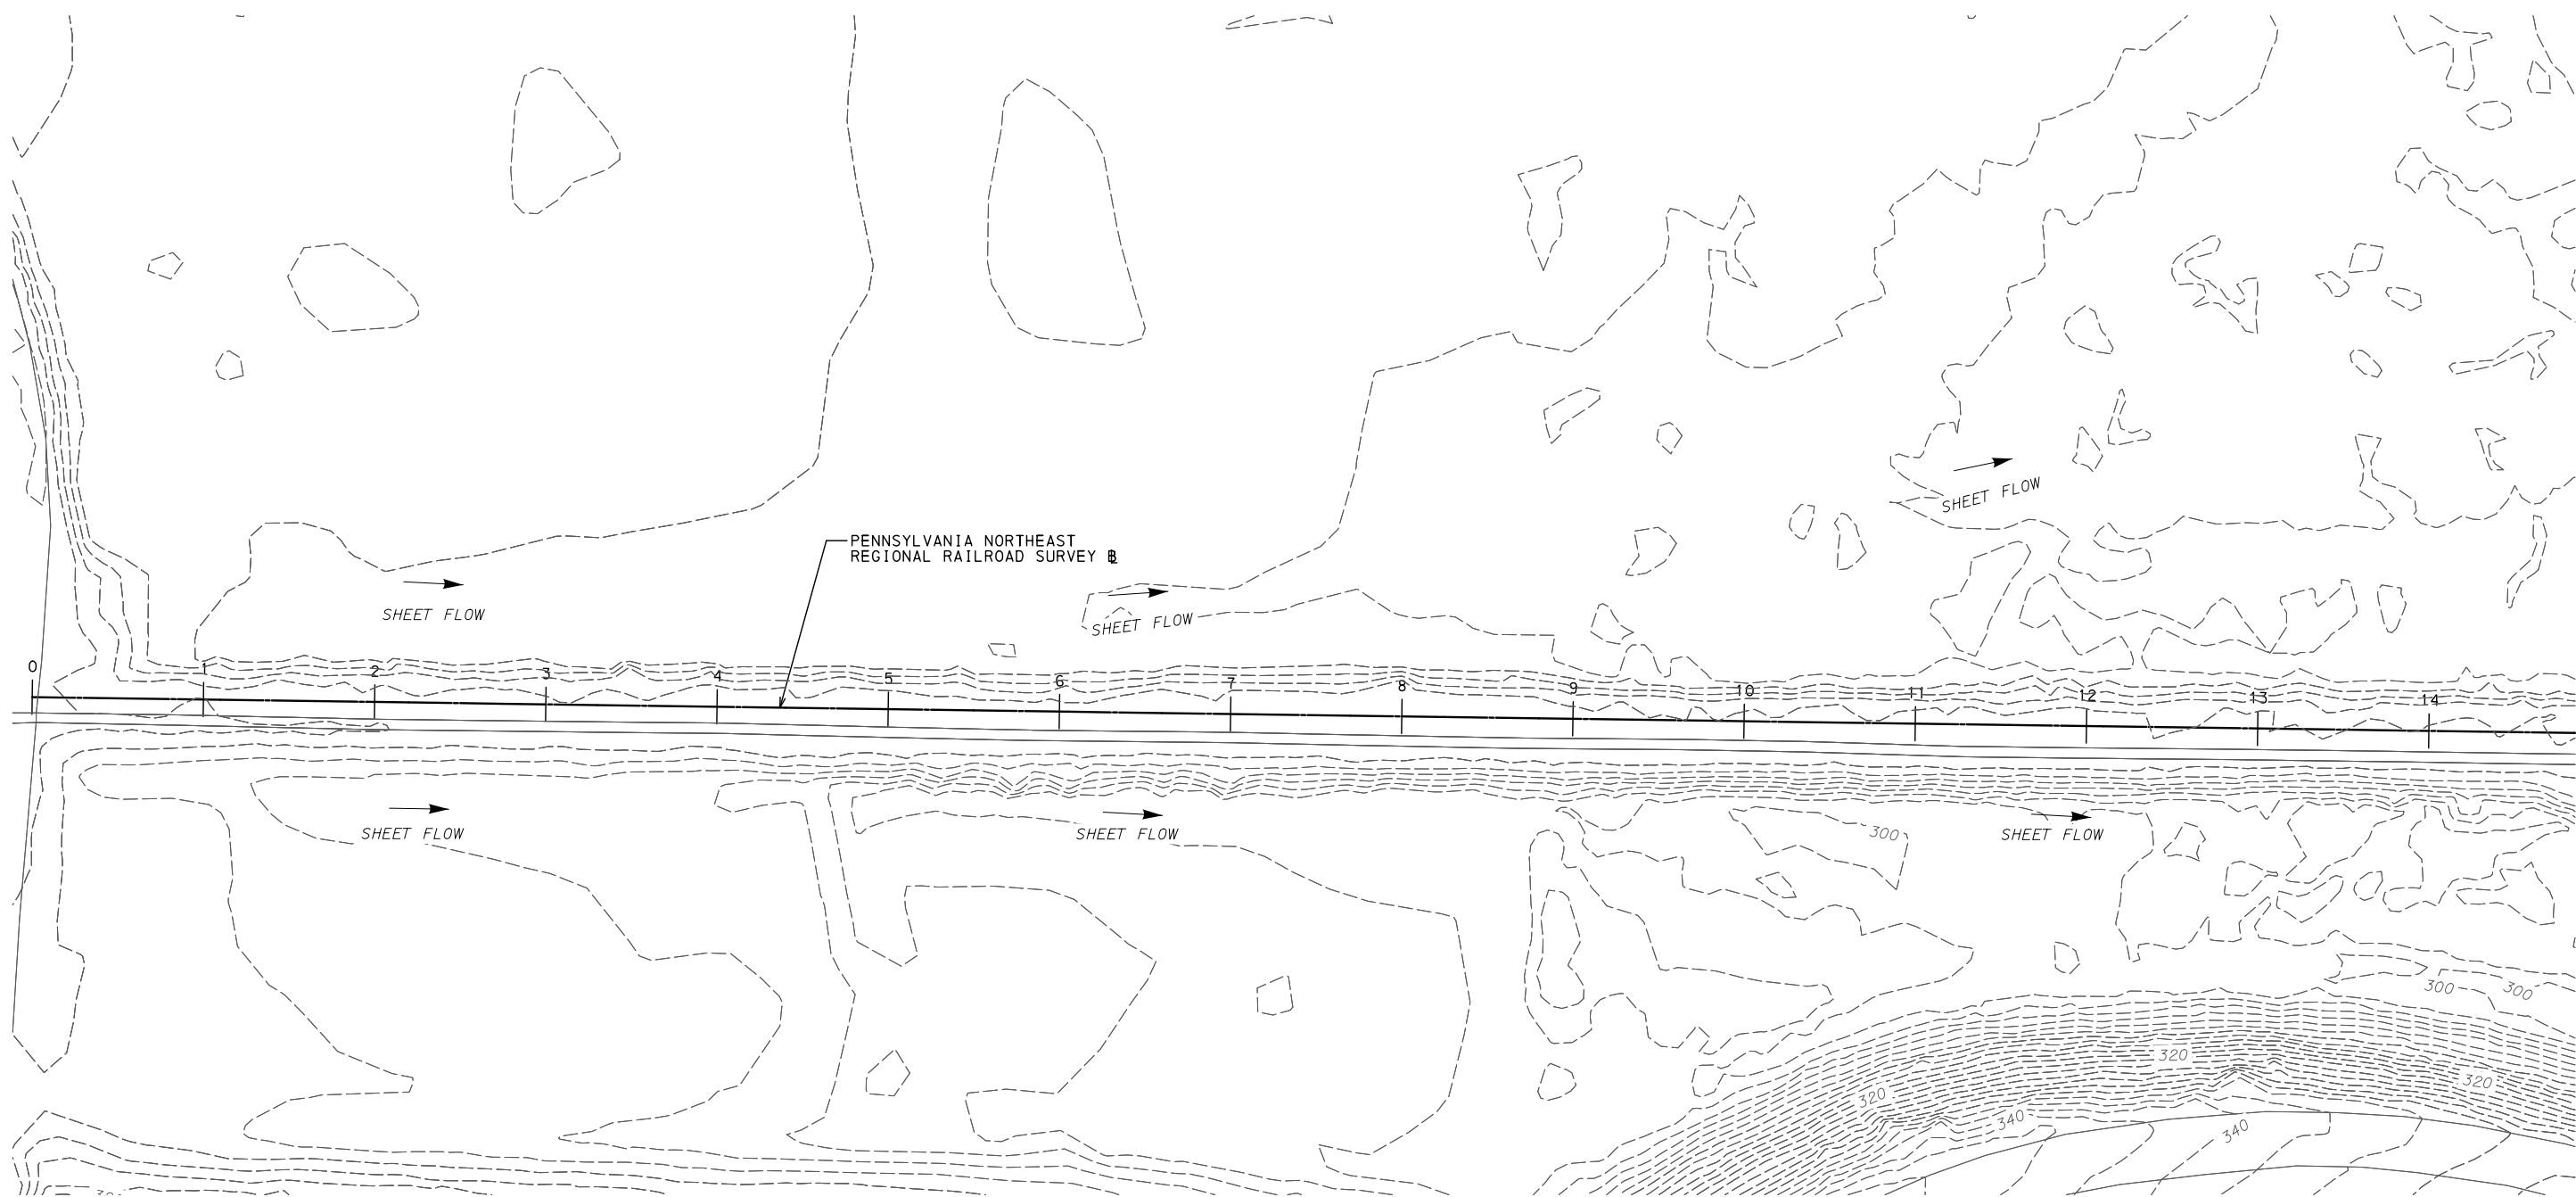 SHEET FLOW
PENNSYLVANIA NORTHEAST
REGIONAL RAILROAD SURVEY ⅊
SHEET FLOW
SHEET FLOW
0 1 2 3 4 5 6 7 8 9 10 11 12 13 14
SHEET FLOW
SHEET FLOW
300
SHEET FLOW
300
300
320
320
320
340
340